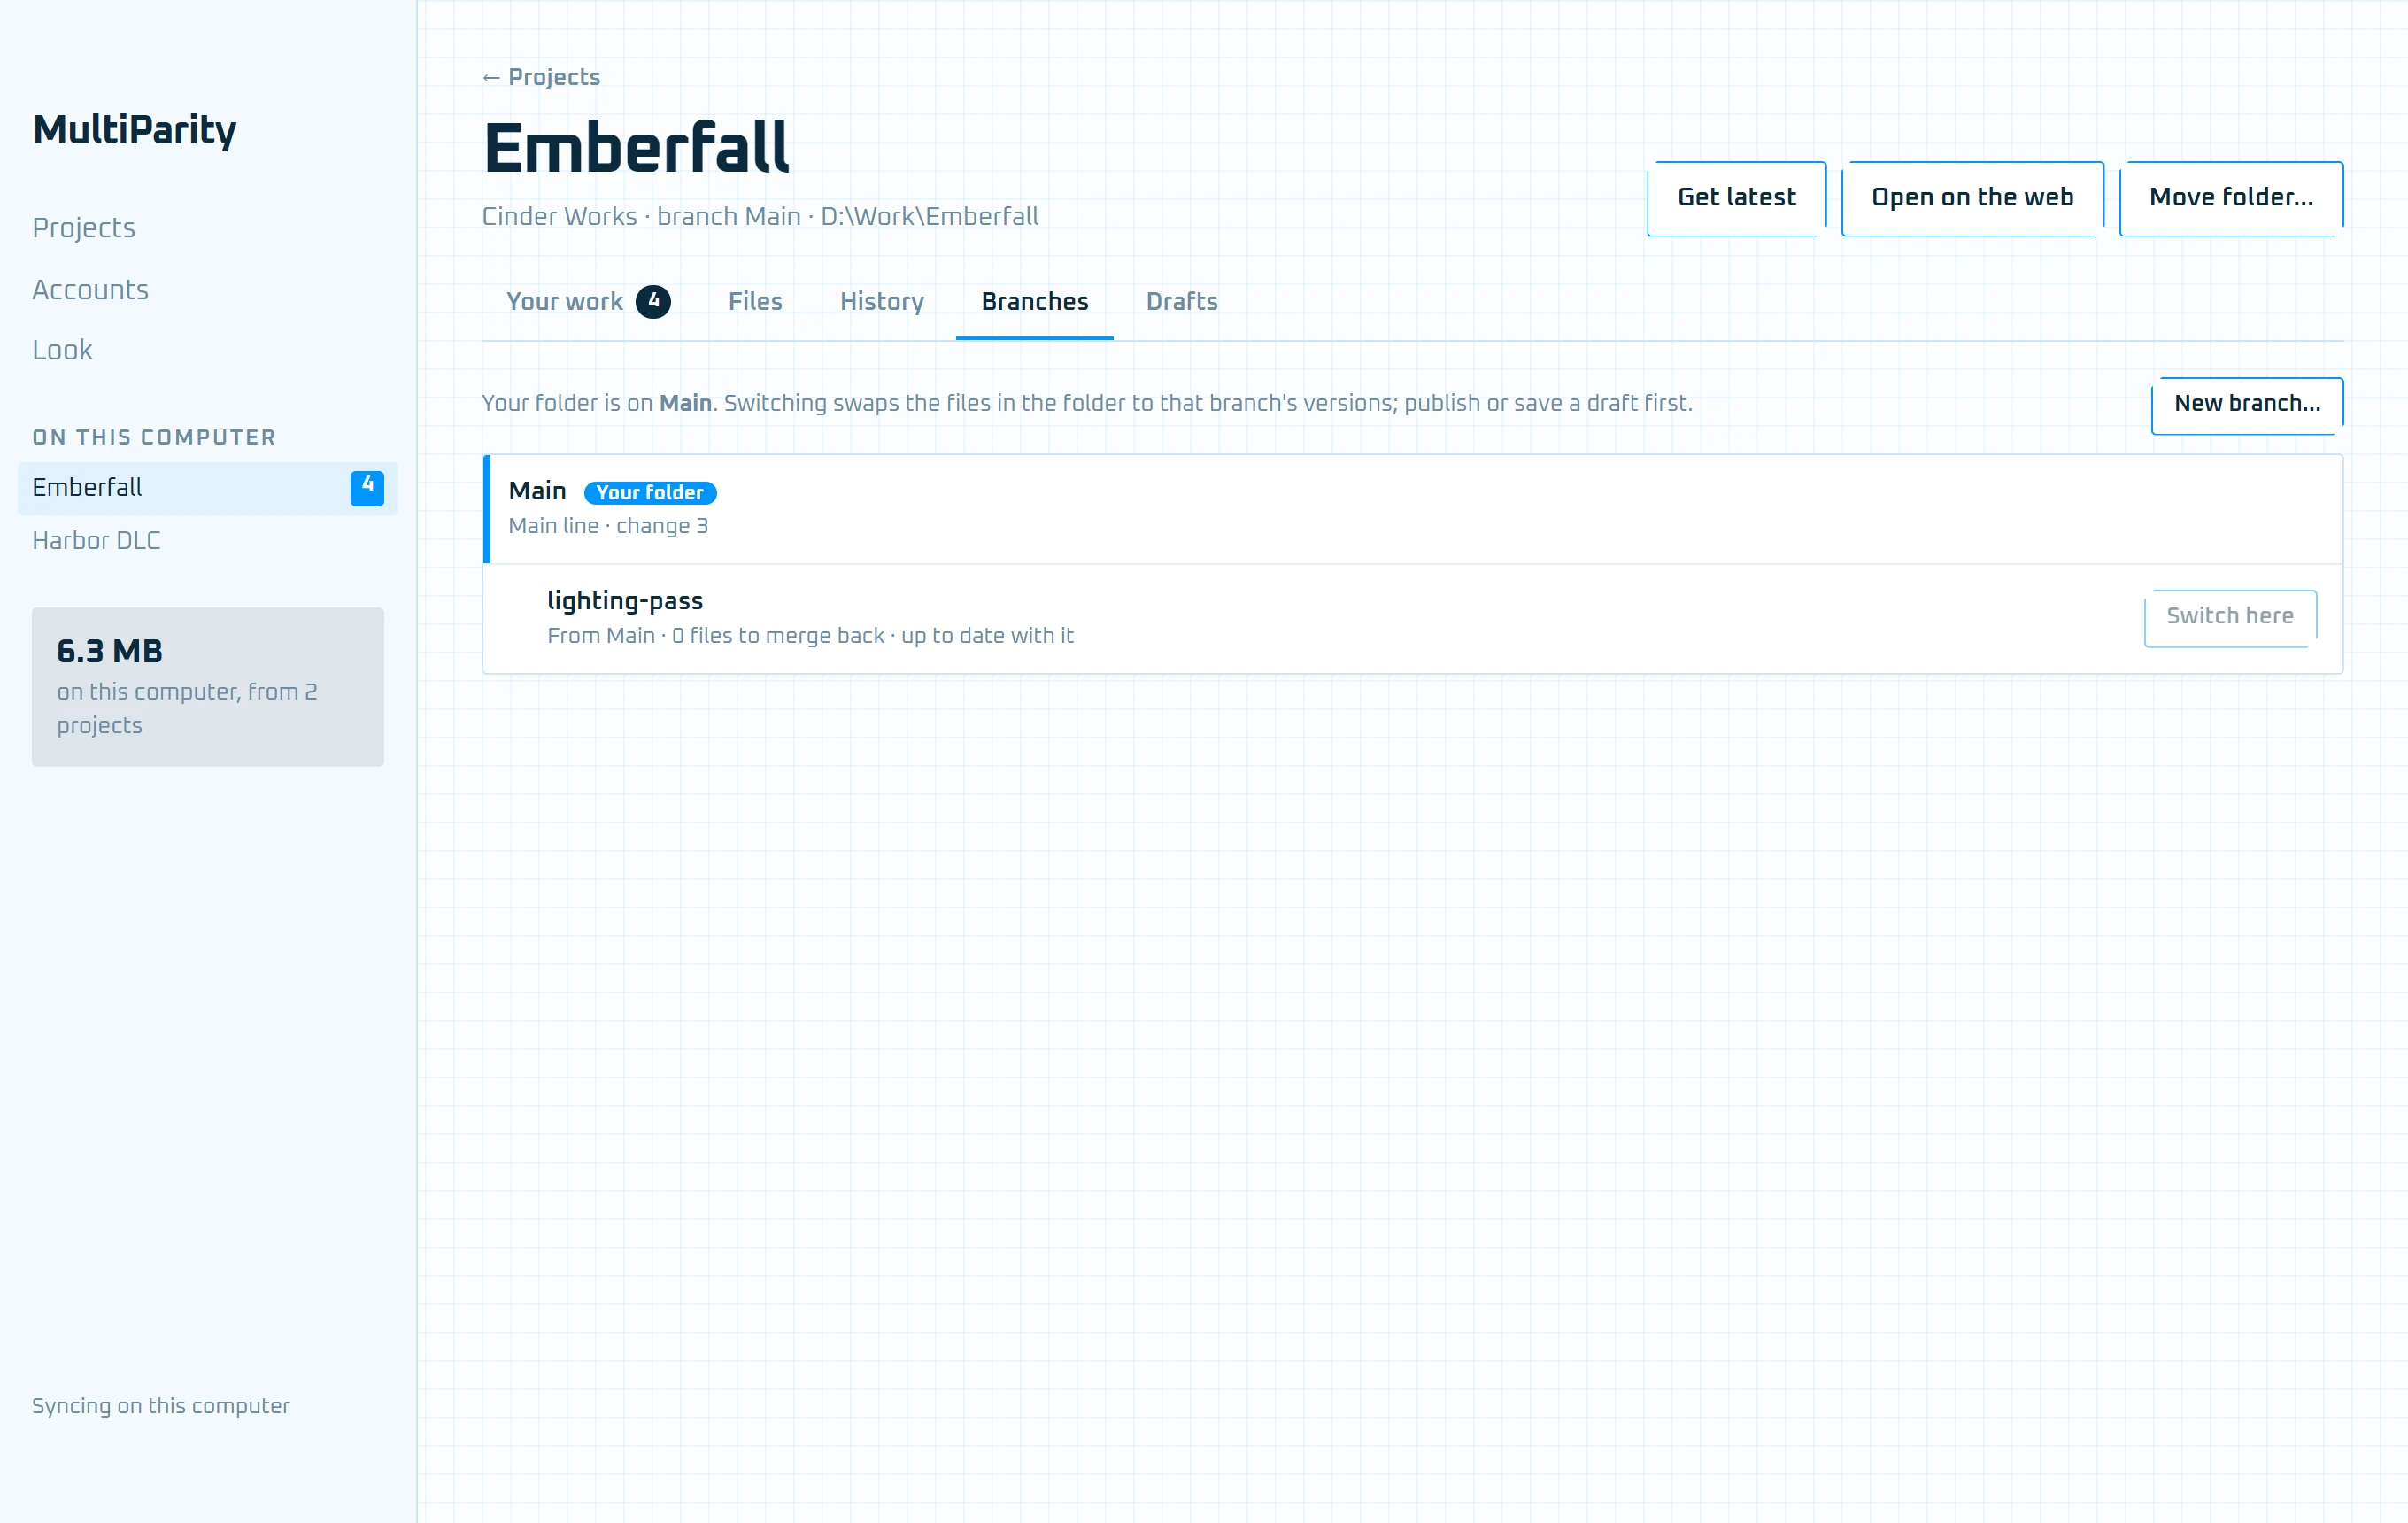 MultiParity
Projects
Accounts
Look
ON THIS COMPUTER
Emberfall 4
Harbor DLC
6.3 MB
on this computer, from 2
projects
Syncing on this computer
← Projects
Emberfall
Cinder Works · branch Main · D:\Work\Emberfall
Get latest
Open on the web
Move folder...
Your work 4
Files
History
Branches
Drafts
Your folder is on Main. Switching swaps the files in the folder to that branch's versions; publish or save a draft first.
New branch...
Main Your folder
Main line · change 3
lighting-pass
From Main · 0 files to merge back · up to date with it
Switch here